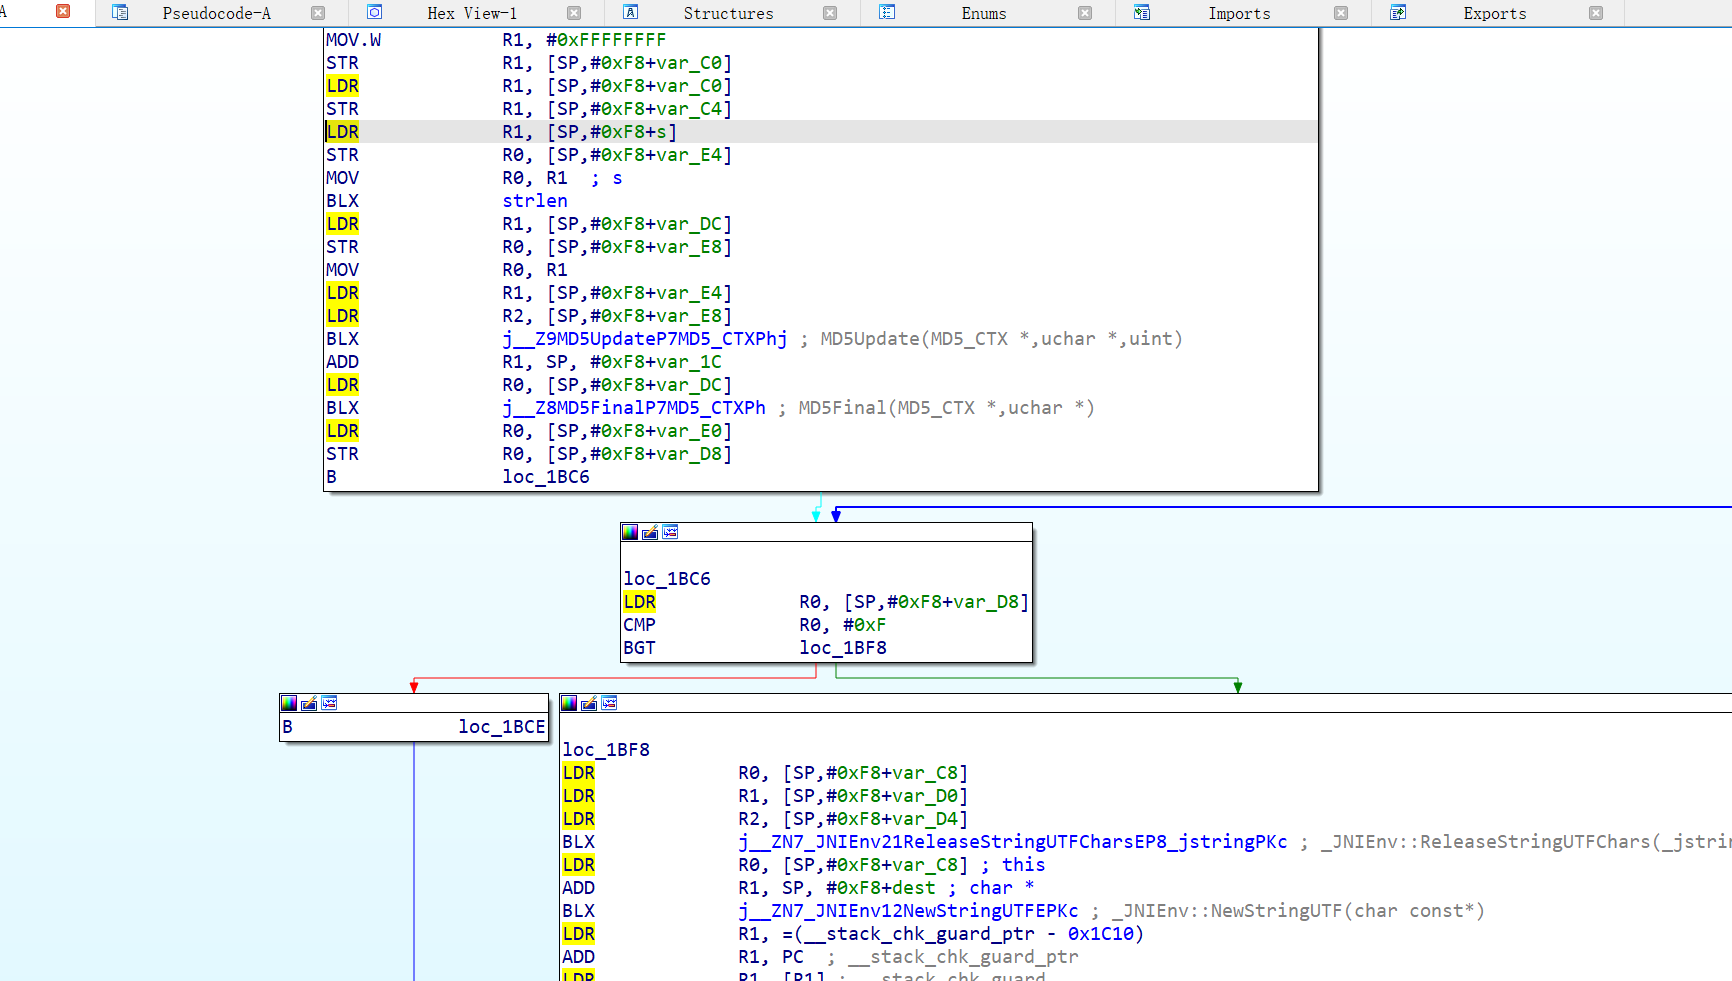 A Pseudocode-A Hex View-1 Structures Enums Imports Exports
MOV.W R1, #0xFFFFFFFF
STR R1, [SP,#0xF8+var_C0]
LDR R1, [SP,#0xF8+var_C0]
STR R1, [SP,#0xF8+var_C4]
LDR R1, [SP,#0xF8+s]
STR R0, [SP,#0xF8+var_E4]
MOV R0, R1 ; s
BLX strlen
LDR R1, [SP,#0xF8+var_DC]
STR R0, [SP,#0xF8+var_E8]
MOV R0, R1
LDR R1, [SP,#0xF8+var_E4]
LDR R2, [SP,#0xF8+var_E8]
BLX j__Z9MD5UpdateP7MD5_CTXPhj ; MD5Update(MD5_CTX *,uchar *,uint)
ADD R1, SP, #0xF8+var_1C
LDR R0, [SP,#0xF8+var_DC]
BLX j__Z8MD5FinalP7MD5_CTXPh ; MD5Final(MD5_CTX *,uchar *)
LDR R0, [SP,#0xF8+var_E0]
STR R0, [SP,#0xF8+var_D8]
B loc_1BC6
loc_1BC6
LDR R0, [SP,#0xF8+var_D8]
CMP R0, #0xF
BGT loc_1BF8
B loc_1BCE
loc_1BF8
LDR R0, [SP,#0xF8+var_C8]
LDR R1, [SP,#0xF8+var_D0]
LDR R2, [SP,#0xF8+var_D4]
BLX j__ZN7_JNIEnv21ReleaseStringUTFCharsEP8_jstringPKc ; _JNIEnv::ReleaseStringUTFChars(_jstrin
LDR R0, [SP,#0xF8+var_C8] ; this
ADD R1, SP, #0xF8+dest ; char *
BLX j__ZN7_JNIEnv12NewStringUTFEPKc ; _JNIEnv::NewStringUTF(char const*)
LDR R1, =(__stack_chk_guard_ptr - 0x1C10)
ADD R1, PC ; __stack_chk_guard_ptr
LDR R1, [R1] ; __stack_chk_guard